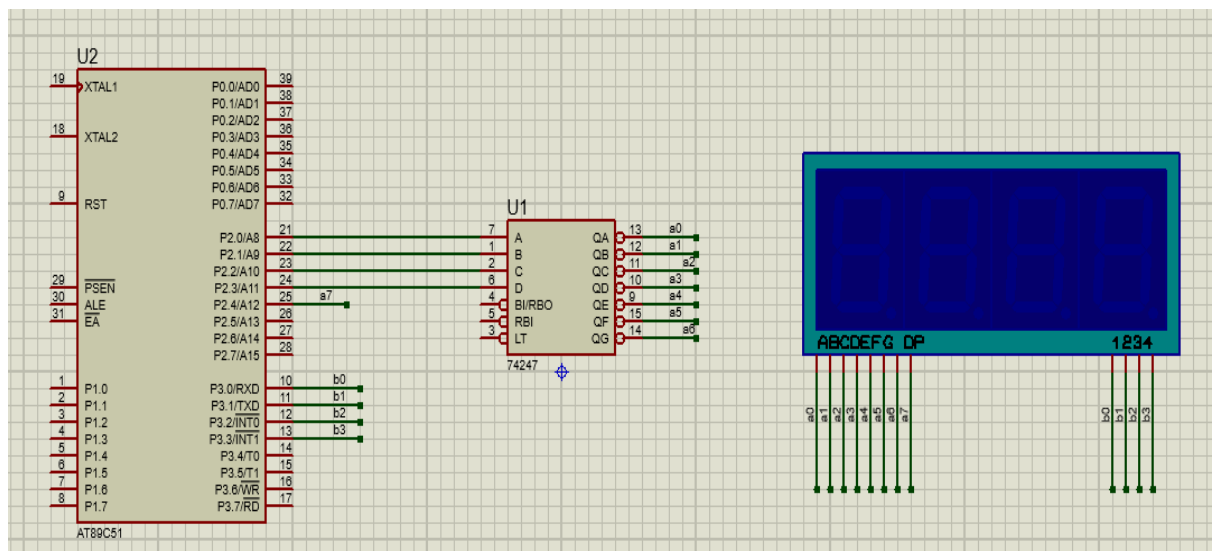 U2
19 XTAL1 P0.0/AD0 39
P0.1/AD1 38
P0.2/AD2 37
18 XTAL2 P0.3/AD3 36
P0.4/AD4 35
P0.5/AD5 34
P0.6/AD6 33
9 RST P0.7/AD7 32
P2.0/A8 21
P2.1/A9 22
P2.2/A10 23
29 PSEN P2.3/A11 24
30 ALE P2.4/A12 25 a7
31 EA P2.5/A13 26
P2.6/A14 27
P2.7/A15 28
1 P1.0 P3.0/RXD 10 b0
2 P1.1 P3.1/TXD 11 b1
3 P1.2 P3.2/INT0 12 b2
4 P1.3 P3.3/INT1 13 b3
5 P1.4 P3.4/T0 14
6 P1.5 P3.5/T1 15
7 P1.6 P3.6/WR 16
8 P1.7 P3.7/RD 17
AT89C51
U1
7 A QA 13 a0
1 B QB 12 a1
2 C QC 11 a2
6 D QD 10 a3
4 BI/RBO QE 9 a4
5 RBI QF 15 a5
3 LT QG 14 a6
74247
ABCDEFG DP 1234
a0 a1 a2 a3 a4 a5 a6 a7 b0 b1 b2 b3